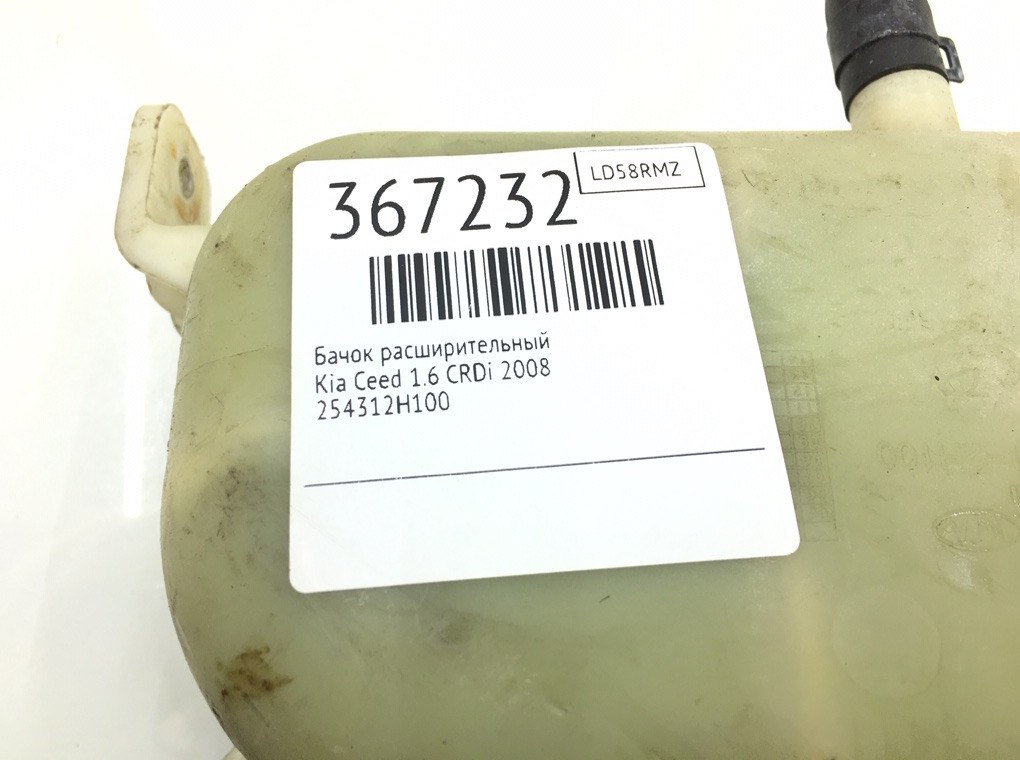 367232
LD58RMZ
Бачок расширительный
Kia Ceed 1.6 CRDi 2008
254312H100